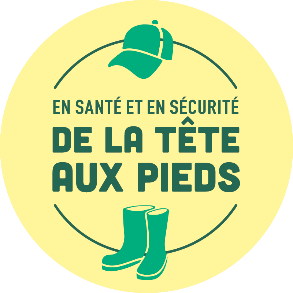 EN SANTÉ ET EN SÉCURITÉ
DE LA TÊTE
AUX PIEDS